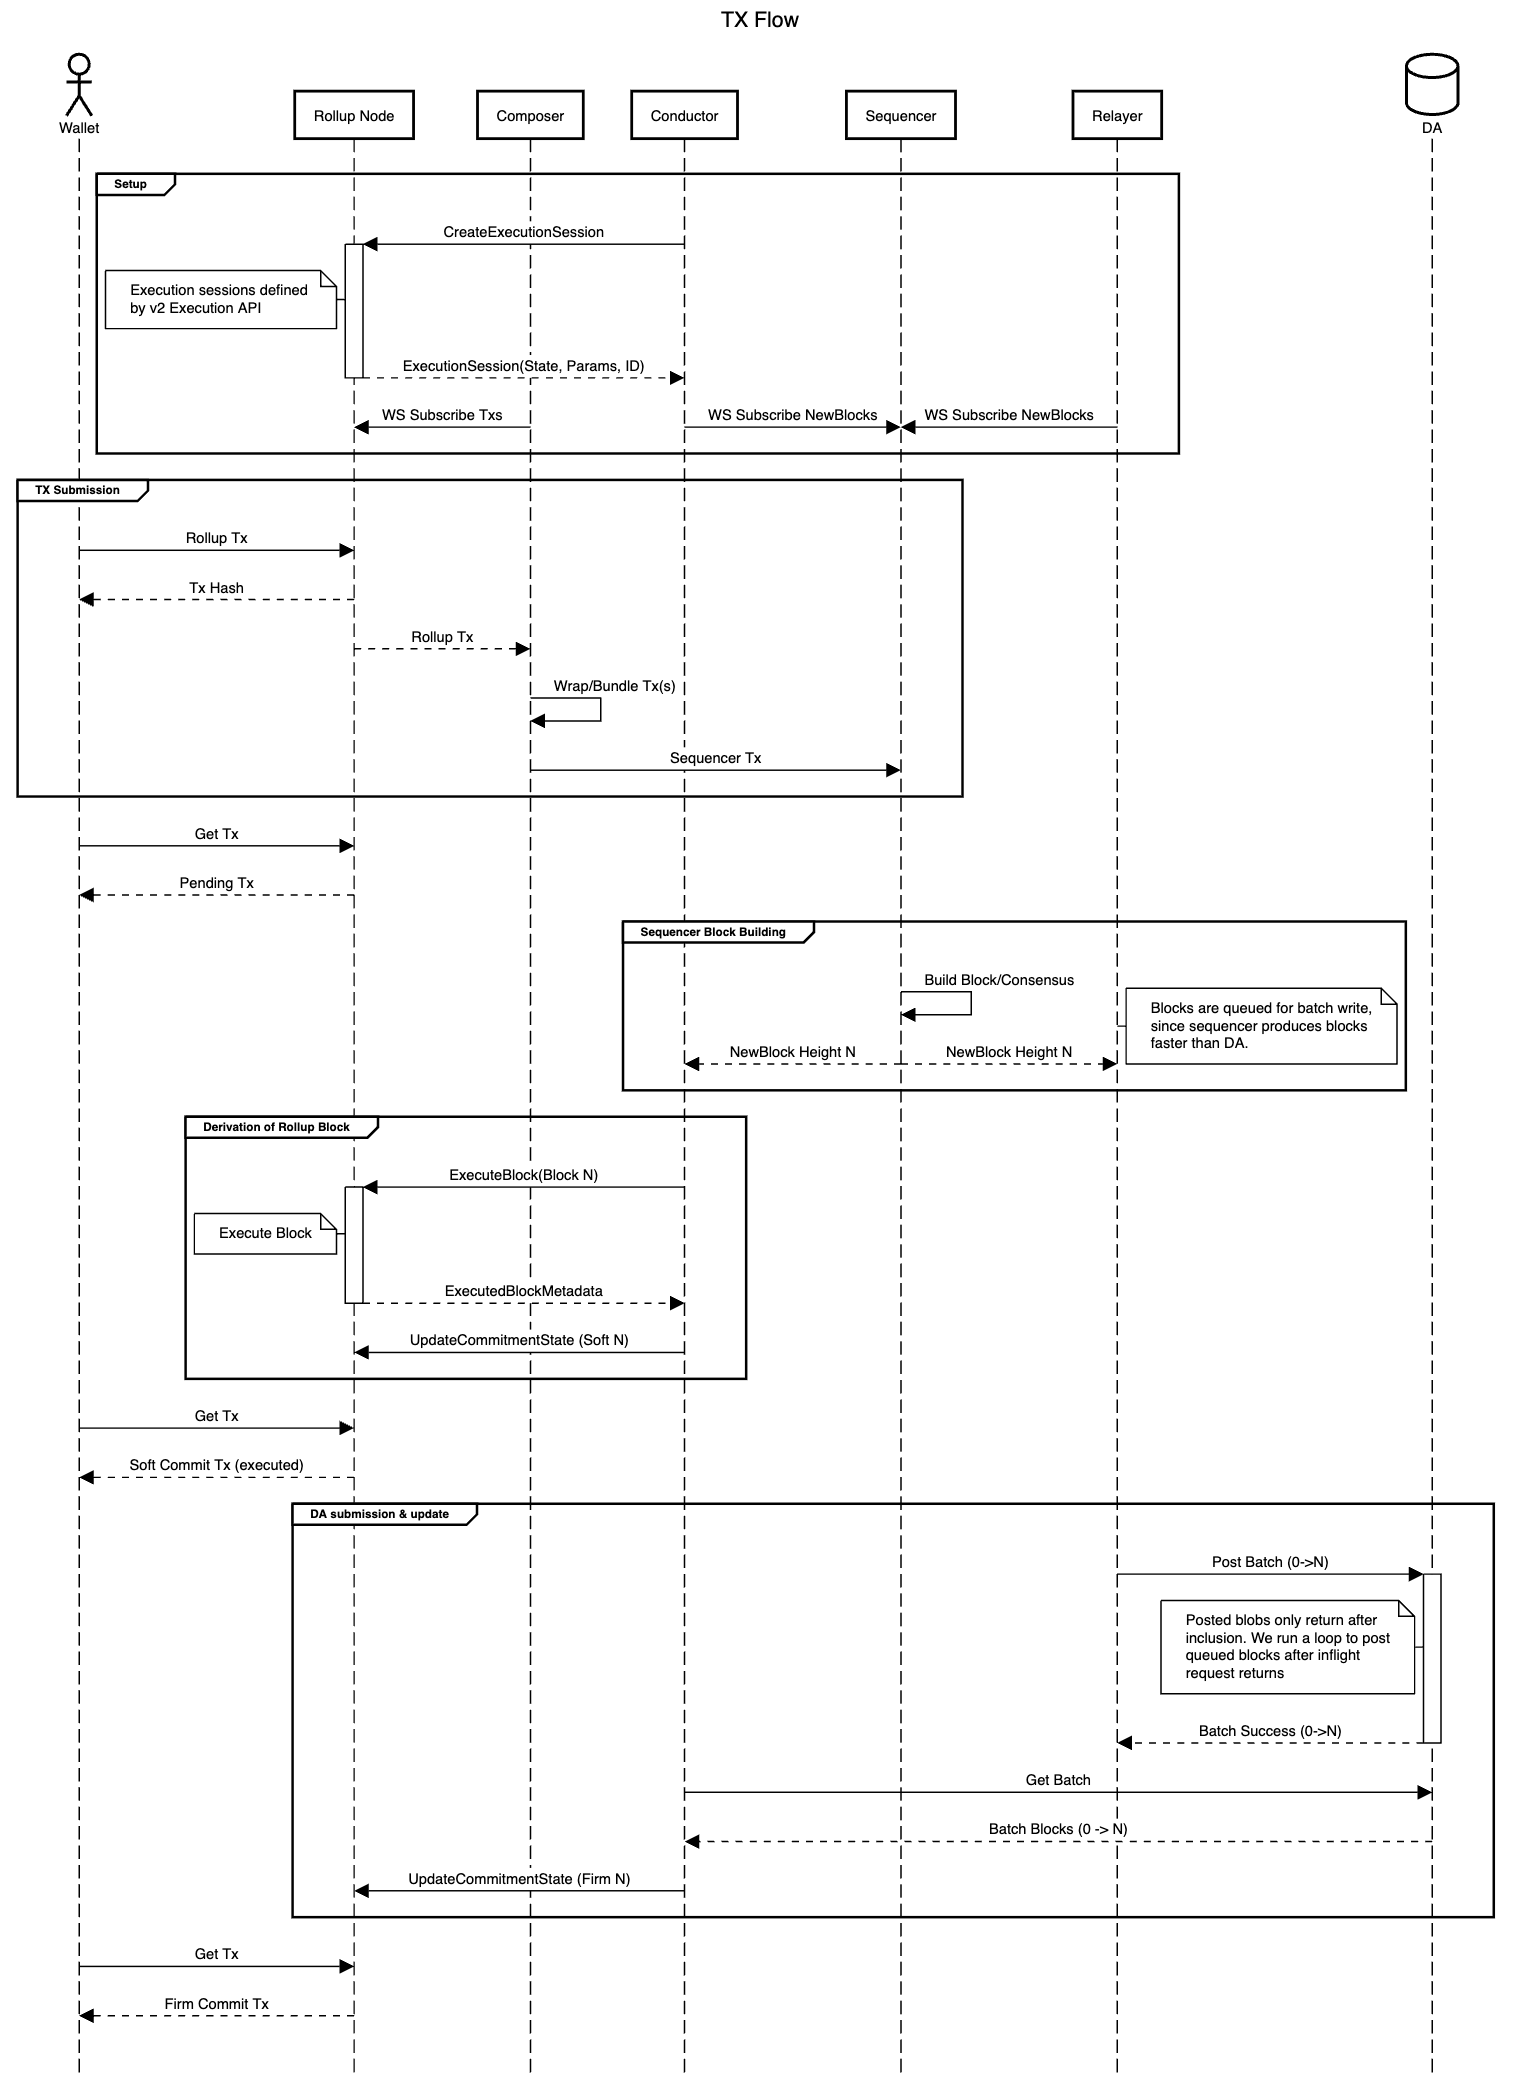 TX Flow
Wallet
Rollup Node
Composer
Conductor
Sequencer
Relayer
DA
Setup
CreateExecutionSession
Execution sessions defined
by v2 Execution API
ExecutionSession(State, Params, ID)
WS Subscribe Txs
WS Subscribe NewBlocks
WS Subscribe NewBlocks
TX Submission
Rollup Tx
Tx Hash
Rollup Tx
Wrap/Bundle Tx(s)
Sequencer Tx
Get Tx
Pending Tx
Sequencer Block Building
Build Block/Consensus
Blocks are queued for batch write,
since sequencer produces blocks
faster than DA.
NewBlock Height N
NewBlock Height N
Derivation of Rollup Block
ExecuteBlock(Block N)
Execute Block
ExecutedBlockMetadata
UpdateCommitmentState (Soft N)
Get Tx
Soft Commit Tx (executed)
DA submission & update
Post Batch (0->N)
Posted blobs only return after
inclusion. We run a loop to post
queued blocks after inflight
request returns
Batch Success (0->N)
Get Batch
Batch Blocks (0 -> N)
UpdateCommitmentState (Firm N)
Get Tx
Firm Commit Tx